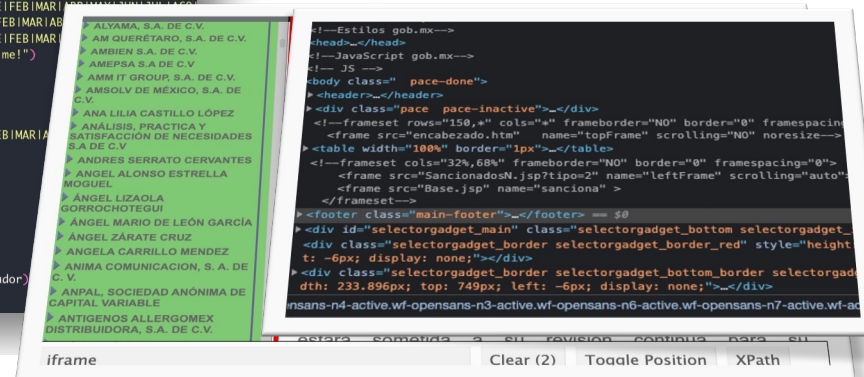 E|FEB|MAR|ABR|MAY|JUN|JUL|AGO|
FEB|MAR|AB
E|FEB|MAR|
me!")
EB|MAR|A
ador)
ALYAMA, S.A. DE C.V.
AM QUERÉTARO, S.A. DE C.V.
AMBIEN S.A. DE C.V.
AMEPSA S.A DE C.V
AMM IT GROUP, S.A. DE C.V.
AMSOLV DE MÉXICO, S.A. DE
C.V.
ANA LILIA CASTILLO LÓPEZ
ANÁLISIS, PRACTICA Y
SATISFACCIÓN DE NECESIDADES
S.A DE C.V
ANDRES SERRATO CERVANTES
ANGEL ALONSO ESTRELLA
MOGUEL
ÁNGEL LIZAOLA
GORROCHOTEGUI
ÁNGEL MARIO DE LEÓN GARCÍA
ÁNGEL ZÁRATE CRUZ
ANGELA CARRILLO MENDEZ
ANIMA COMUNICACION, S. A. DE
C. V.
ANPAL, SOCIEDAD ANÓNIMA DE
CAPITAL VARIABLE
ANTIGENOS ALLERGOMEX
DISTRIBUIDORA, S.A. DE C.V.
<!--Estilos gob.mx-->
<head>…</head>
<!--JavaScript gob.mx-->
<!-- JS -->
<body class="  pace-done">
<header>…</header>
<div class="pace  pace-inactive">…</div>
<!--frameset rows="150,*" cols="*" frameborder="NO" border="0" framespacing
<frame src="encabezado.htm"   name="topFrame" scrolling="NO" noresize-->
<table width="100%" border="1px">…</table>
<!--frameset cols="32%,68%" frameborder="NO" border="0" framespacing="0">
<frame src="SancionadosN.jsp?tipo=2" name="leftFrame" scrolling="auto">
<frame src="Base.jsp" name="sanciona" >
</frameset-->
<footer class="main-footer">…</footer> == $0
<div id="selectorgadget_main" class="selectorgadget_bottom selectorgadget_
<div class="selectorgadget_border selectorgadget_border_red" style="height
t: -6px; display: none;"></div>
<div class="selectorgadget_border selectorgadget_bottom_border selectorgad
dth: 233.896px; top: 749px; left: -6px; display: none;">…</div>
ensans-n4-active.wf-opensans-n3-active.wf-opensans-n6-active.wf-opensans-n7-active.wf-ac
estará sometida a su revisión continua para su
iframe
Clear (2) Toggle Position XPath